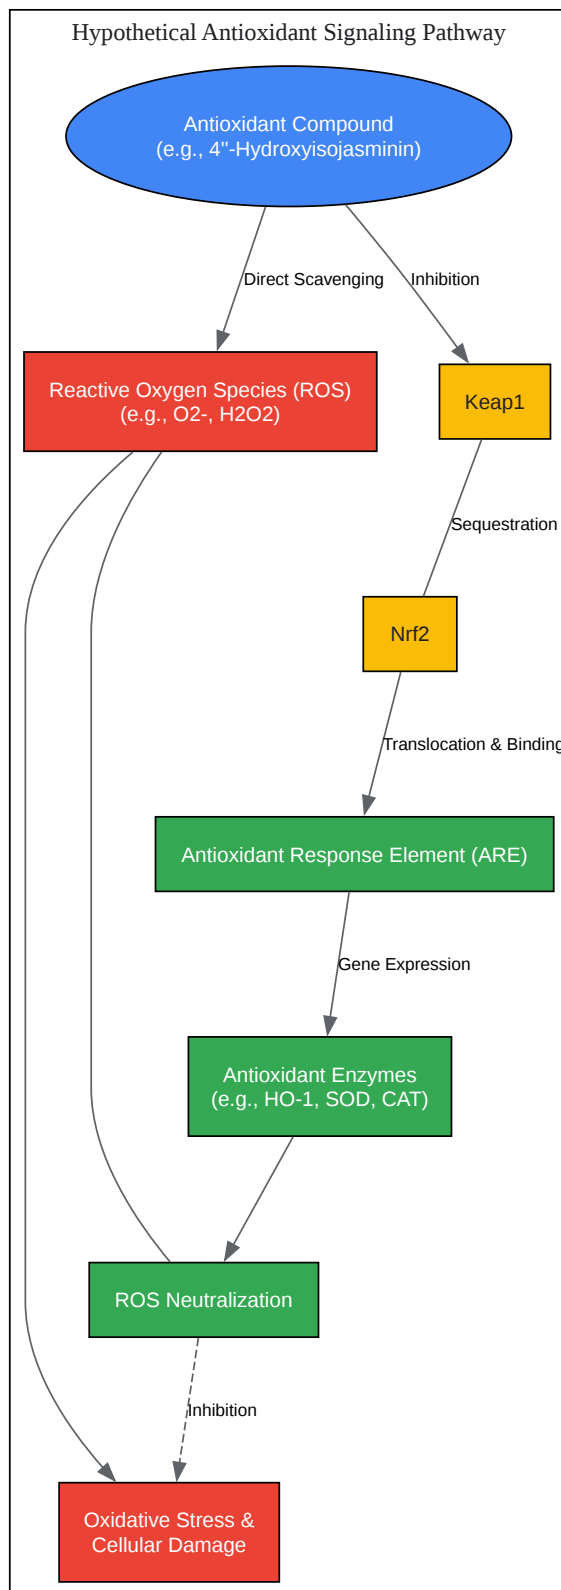 Hypothetical Antioxidant Signaling Pathway
Antioxidant Compound
(e.g., 4''-Hydroxyisojasminin)
Direct Scavenging
Inhibition
Reactive Oxygen Species (ROS)
(e.g., O2-, H2O2)
Keap1
Sequestration
Nrf2
Translocation & Binding
Antioxidant Response Element (ARE)
Gene Expression
Antioxidant Enzymes
(e.g., HO-1, SOD, CAT)
ROS Neutralization
Inhibition
Oxidative Stress &
Cellular Damage